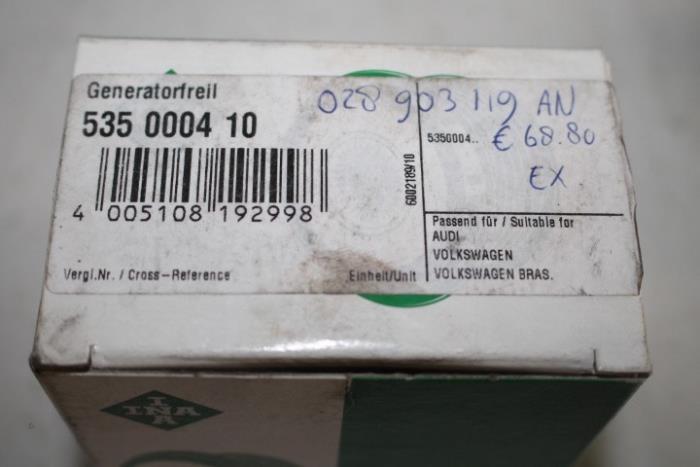 Generatorfreil
028 903 119 AN
535 0004 10
5350004.. € 68.80
EX
6002189/10
4 005108 192998
Passend für / Suitable for
AUDI
VOLKSWAGEN
VOLKSWAGEN BRAS.
Vergl.Nr. / Cross-Reference
Einheit/Unit
INA
INA